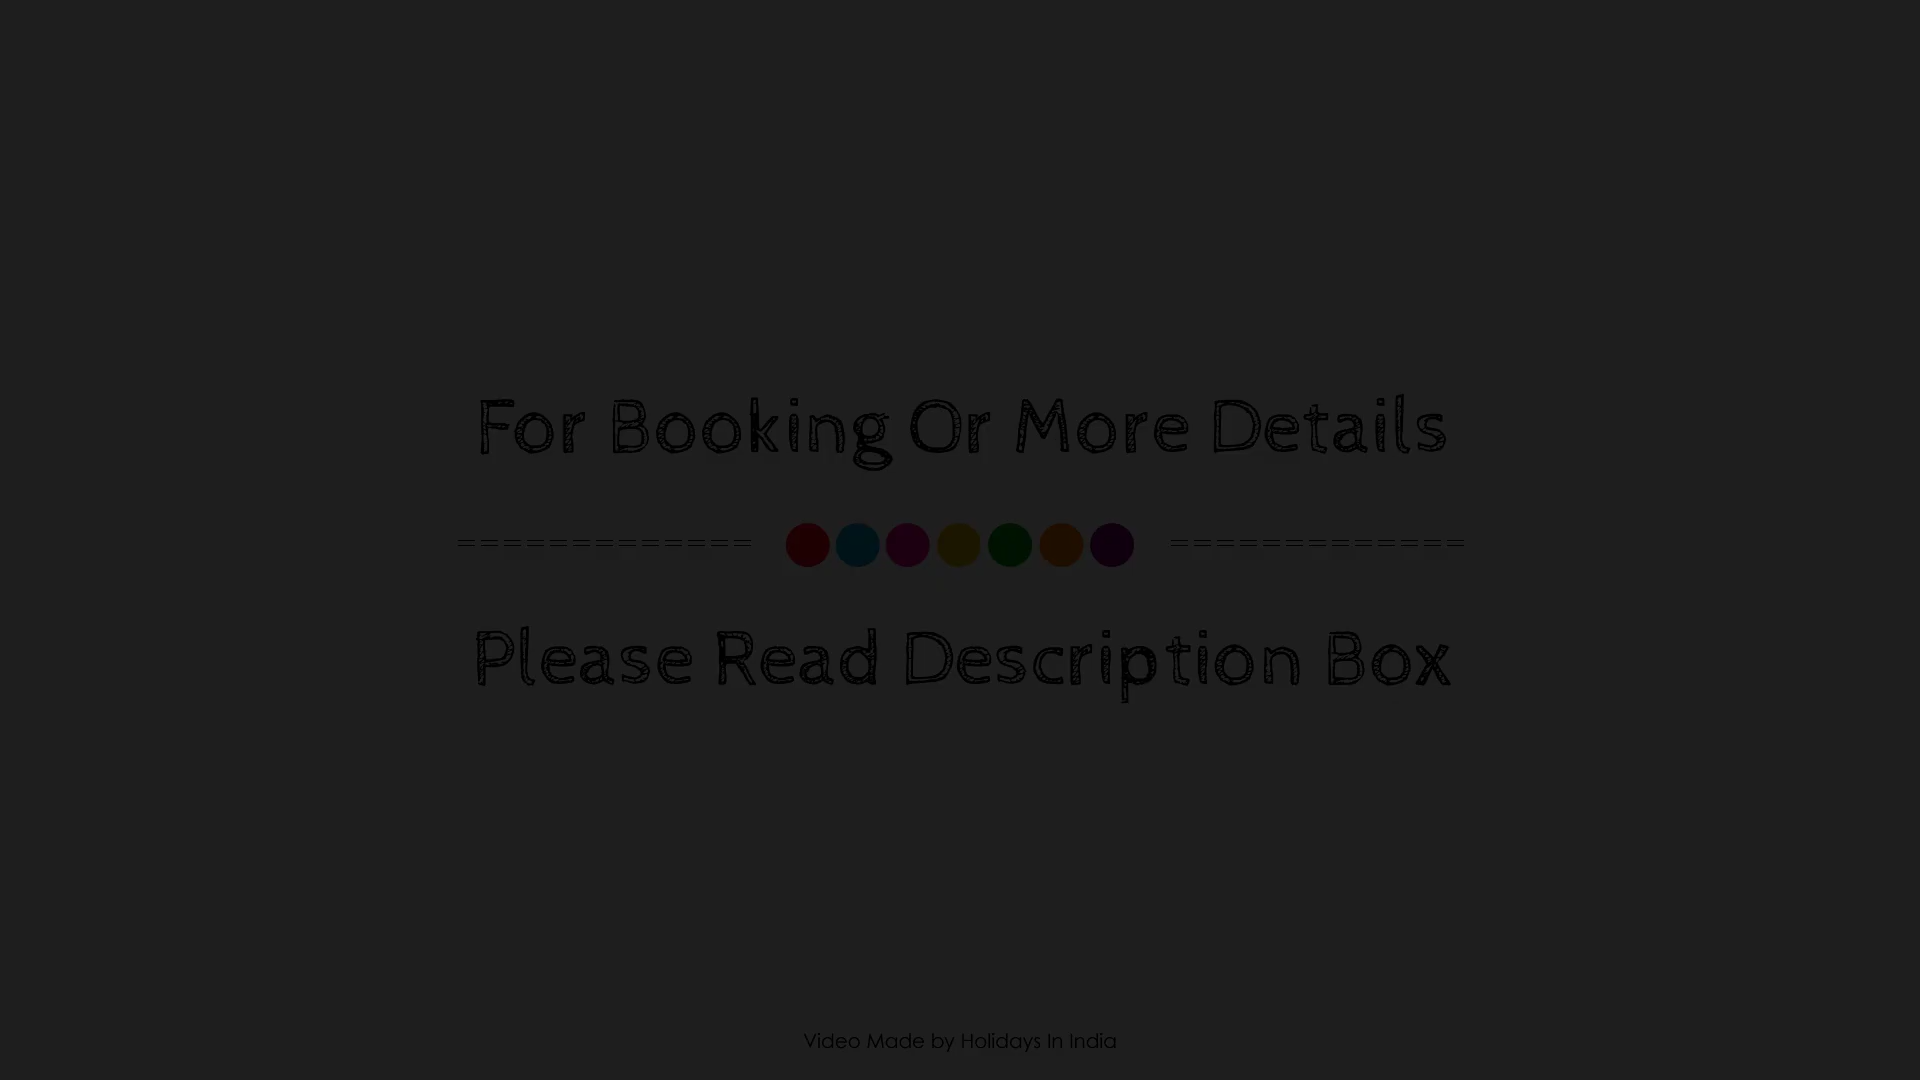 For Booking Or More Details
============= =============
Please Read Description Box
Video Made by Holidays In India